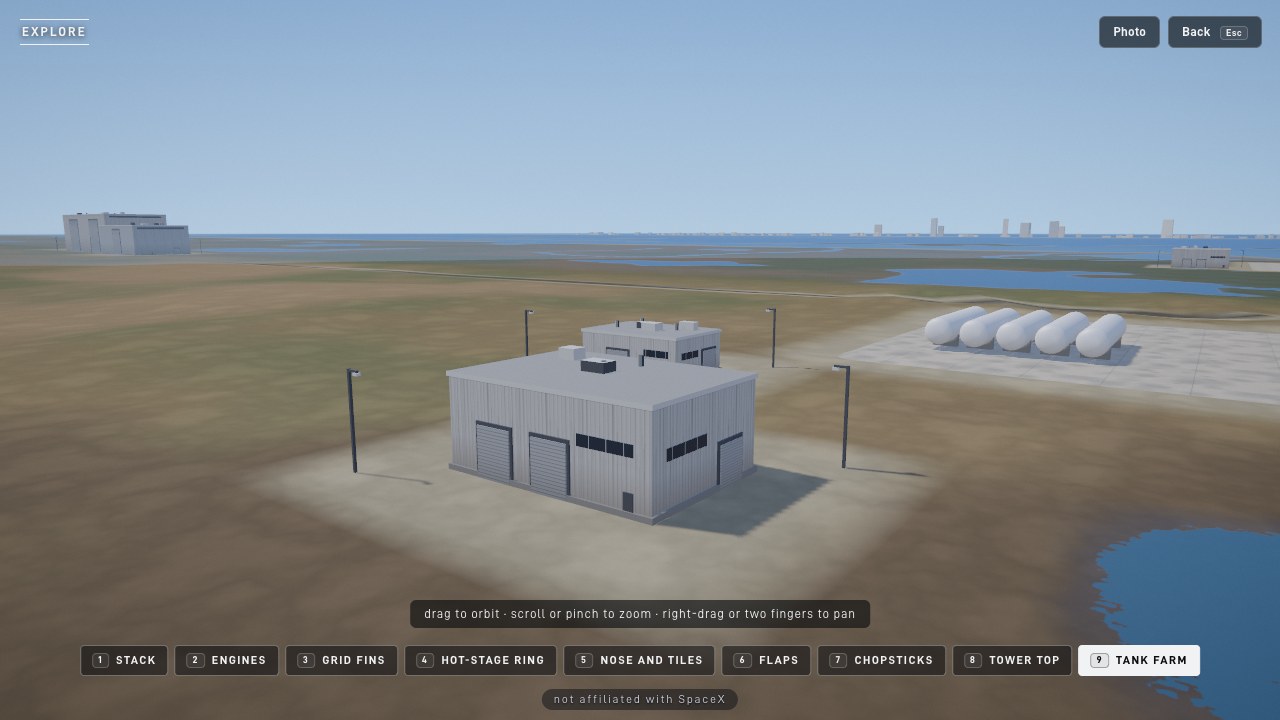 EXPLORE
Photo
Back Esc
drag to orbit · scroll or pinch to zoom · right-drag or two fingers to pan
1 STACK
2 ENGINES
3 GRID FINS
4 HOT-STAGE RING
5 NOSE AND TILES
6 FLAPS
7 CHOPSTICKS
8 TOWER TOP
9 TANK FARM
not affiliated with SpaceX